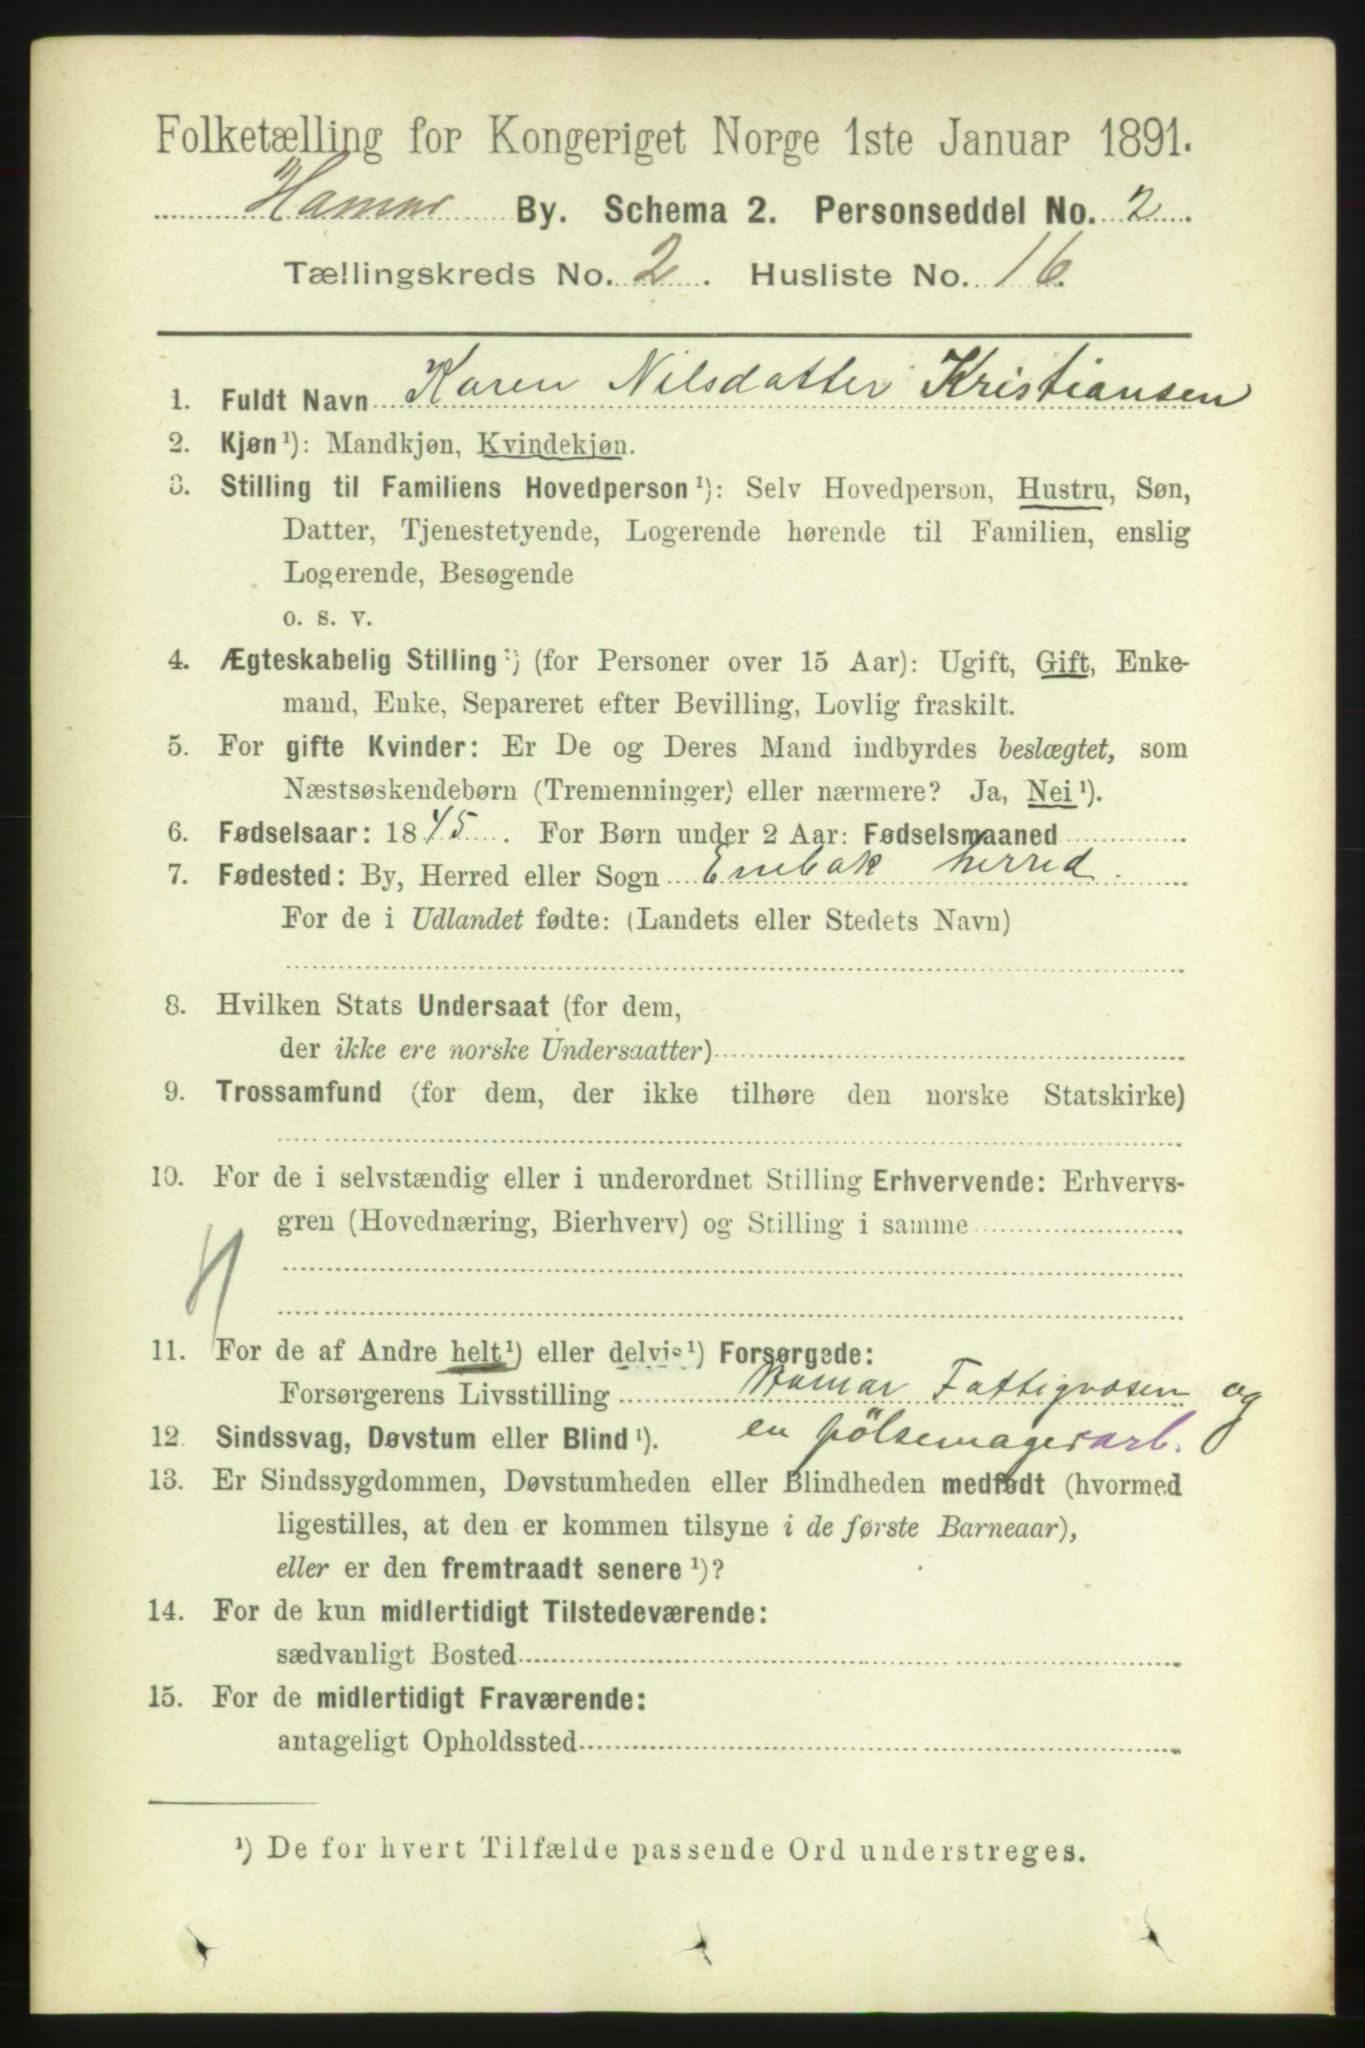 Folketælling for Kongeriget Norge 1ste Januar 1891.
Hamar By. Schema 2. Personseddel No. 2.
Tællingskreds No. 2. Husliste No. 16.
1. Fuldt Navn Karen Nilsdatter Kristiansen
2. Kjøn¹): Mandkjøn, Kvindekjøn.
3. Stilling til Familiens Hovedperson¹): Selv Hovedperson, Hustru, Søn,
Datter, Tjenestetyende, Logerende hørende til Familien, enslig
Logerende, Besøgende
o. s. v.
4. Ægteskabelig Stilling¹) (for Personer over 15 Aar): Ugift, Gift, Enke-
mand, Enke, Separeret efter Bevilling, Lovlig fraskilt.
5. For gifte Kvinder: Er De og Deres Mand indbyrdes beslægtet, som
Næstsøskendebørn (Tremenninger) eller nærmere? Ja, Nei¹).
6. Fødselsaar: 1845. For Børn under 2 Aar: Fødselsmaaned
7. Fødested: By, Herred eller Sogn Enebak herred.
For de i Udlandet fødte: (Landets eller Stedets Navn)
8. Hvilken Stats Undersaat (for dem,
der ikke ere norske Undersaatter)
9. Trossamfund (for dem, der ikke tilhøre den norske Statskirke)
10. For de i selvstændig eller i underordnet Stilling Erhvervende: Erhvervs-
gren (Hovednæring, Bierhverv) og Stilling i samme
11. For de af Andre helt¹) eller delvis¹) Forsørgede:
Forsørgerens Livsstilling Hamar Fattigvæsen og
12. Sindssvag, Døvstum eller Blind¹). en pölsemagerarb.
13. Er Sindssygdommen, Døvstumheden eller Blindheden medfødt (hvormed
ligestilles, at den er kommen tilsyne i de første Barneaar),
eller er den fremtraadt senere¹)?
14. For de kun midlertidigt Tilstedeværende:
sædvanligt Bosted
15. For de midlertidigt Fraværende:
antageligt Opholdssted
¹) De for hvert Tilfælde passende Ord understreges.